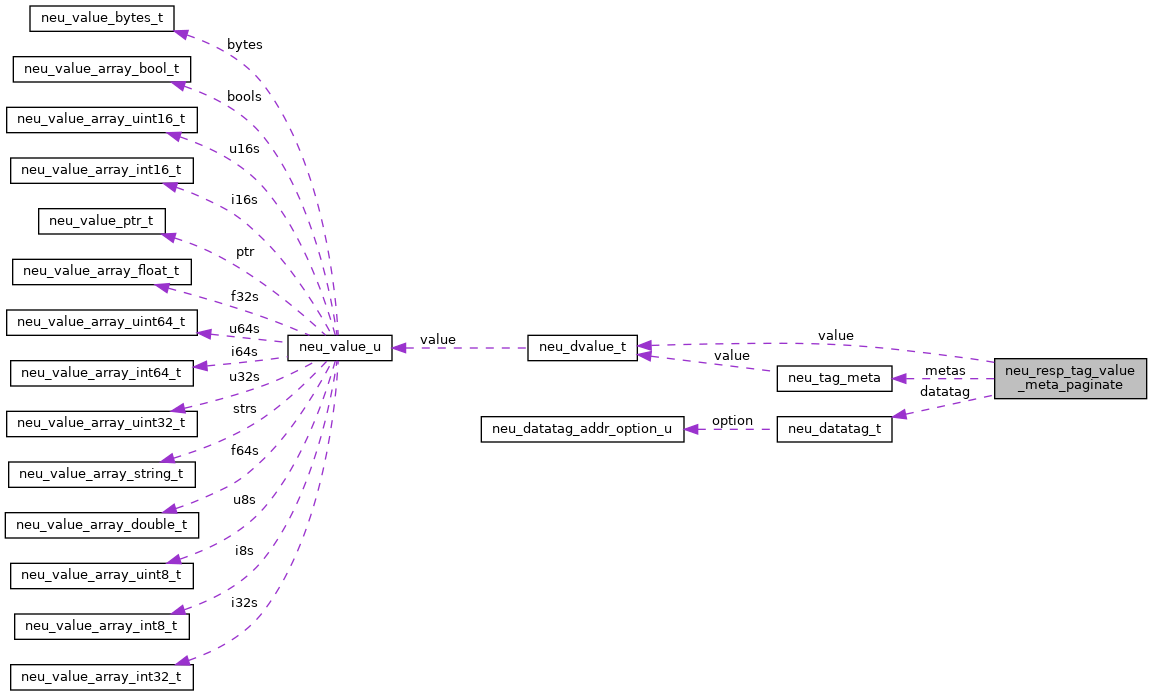 neu_value_bytes_t
bytes
neu_value_array_bool_t
bools
neu_value_array_uint16_t
u16s
neu_value_array_int16_t
i16s
neu_value_ptr_t
ptr
neu_value_array_float_t
f32s
neu_value_array_uint64_t
u64s
neu_value_u
value
neu_dvalue_t
value
value
neu_value_array_int64_t
i64s
neu_tag_meta
metas
neu_resp_tag_value
_meta_paginate
u32s
datatag
neu_value_array_uint32_t
strs
neu_datatag_addr_option_u
option
neu_datatag_t
neu_value_array_string_t
f64s
neu_value_array_double_t
u8s
neu_value_array_uint8_t
i8s
neu_value_array_int8_t
i32s
neu_value_array_int32_t